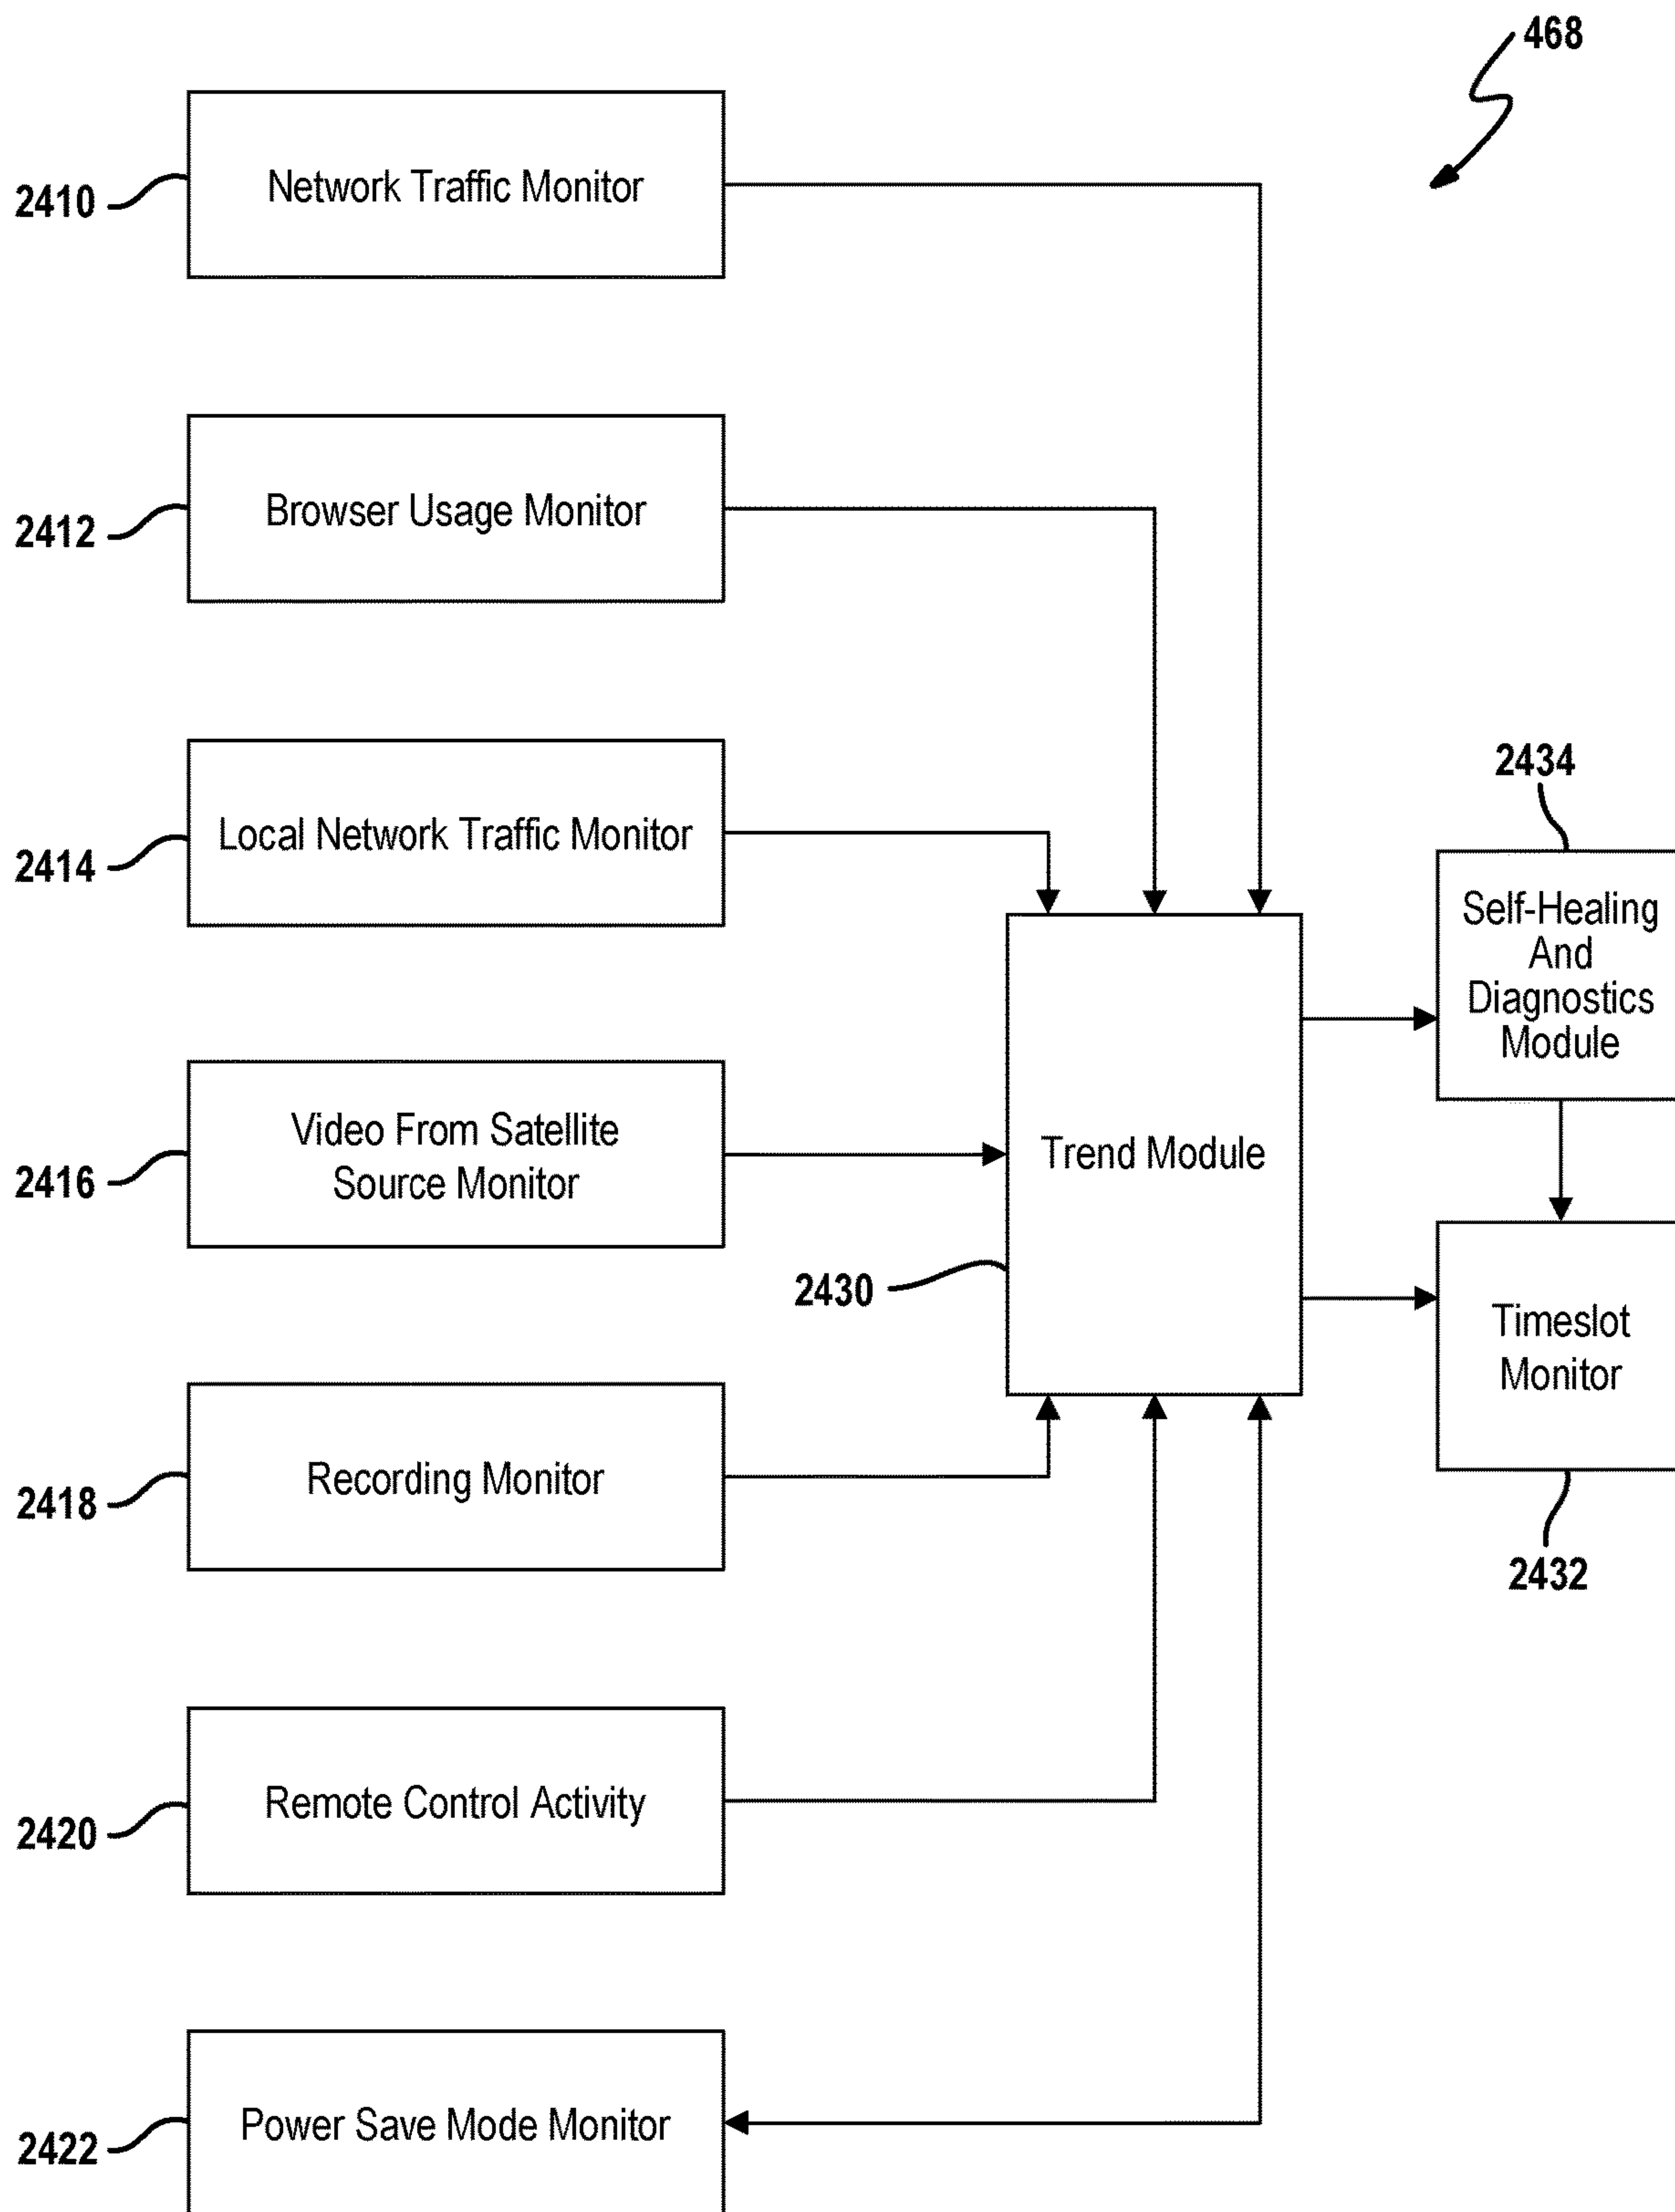 468
2410
Network Traffic Monitor
2412
Browser Usage Monitor
2414
Local Network Traffic Monitor
2434
Self-Healing
And
Diagnostics
Module
2416
Video From Satellite
Source Monitor
Trend Module
2430
Timeslot
Monitor
2418
Recording Monitor
2432
2420
Remote Control Activity
2422
Power Save Mode Monitor